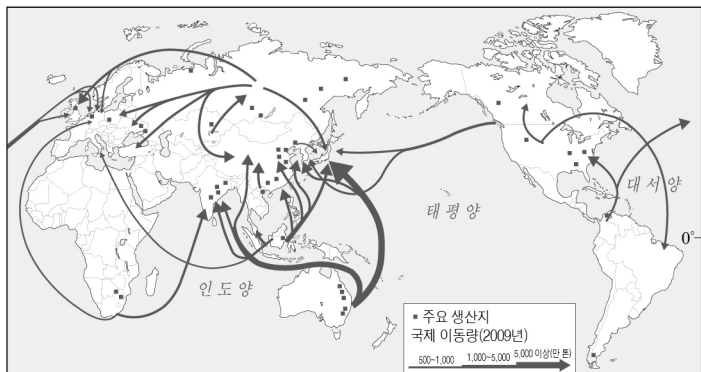 대서양
태평양
0°
인도양
■ 주요 생산지
국제 이동량(2009년)
500~1,000 1,000~5,000 5,000 이상(만 톤)